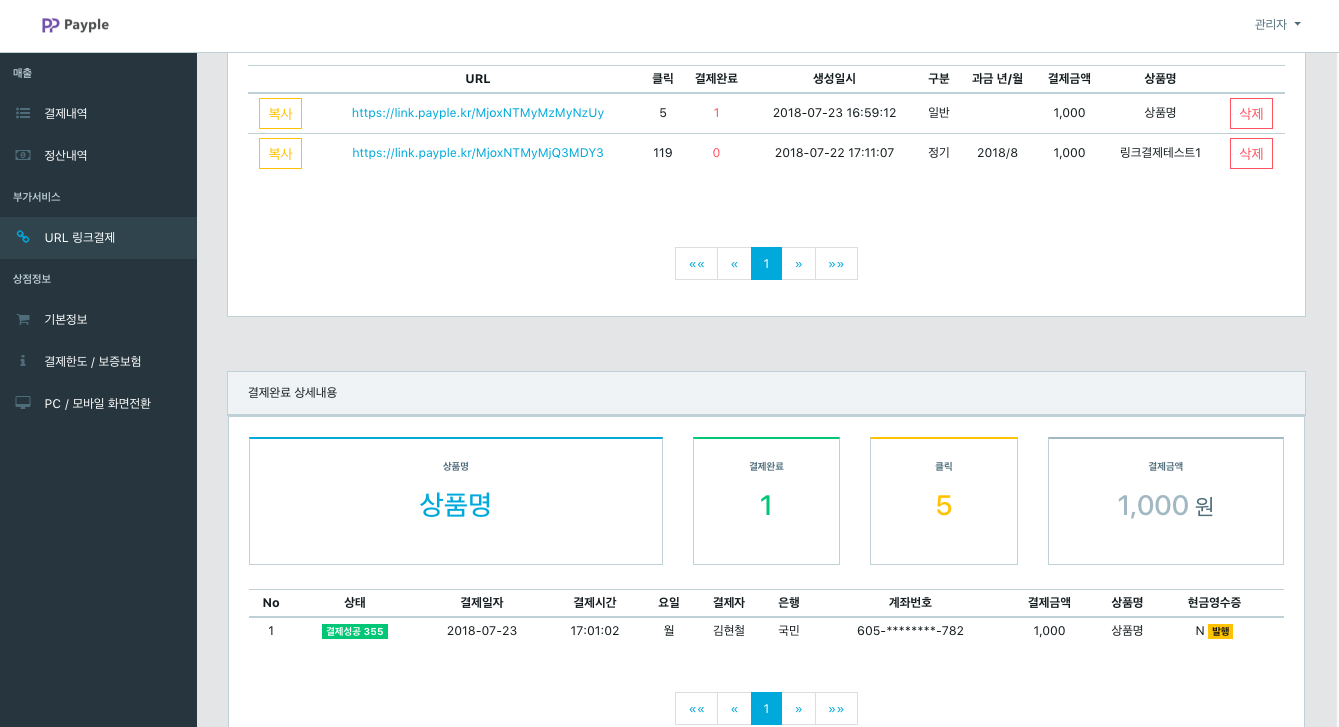 Payple
관리자
매출
결제내역
정산내역
부가서비스
URL 링크결제
상점정보
기본정보
결제한도 / 보증보험
PC / 모바일 화면전환
URL 클릭 결제완료 생성일시 구분 과금 년/월 결제금액 상품명
복사 https://link.payple.kr/MjoxNTMyMzMyNzUy 5 1 2018-07-23 16:59:12 일반 1,000 상품명 삭제
복사 https://link.payple.kr/MjoxNTMyMjQ3MDY3 119 0 2018-07-22 17:11:07 정기 2018/8 1,000 링크결제테스트1 삭제
«« « 1 » »»
결제완료 상세내용
상품명 결제완료 클릭 결제금액
상품명 1 5 1,000 원
No 상태 결제일자 결제시간 요일 결제자 은행 계좌번호 결제금액 상품명 현금영수증
1 결제성공 355 2018-07-23 17:01:02 월 김현철 국민 605-********-782 1,000 상품명 N 발행
«« « 1 » »»